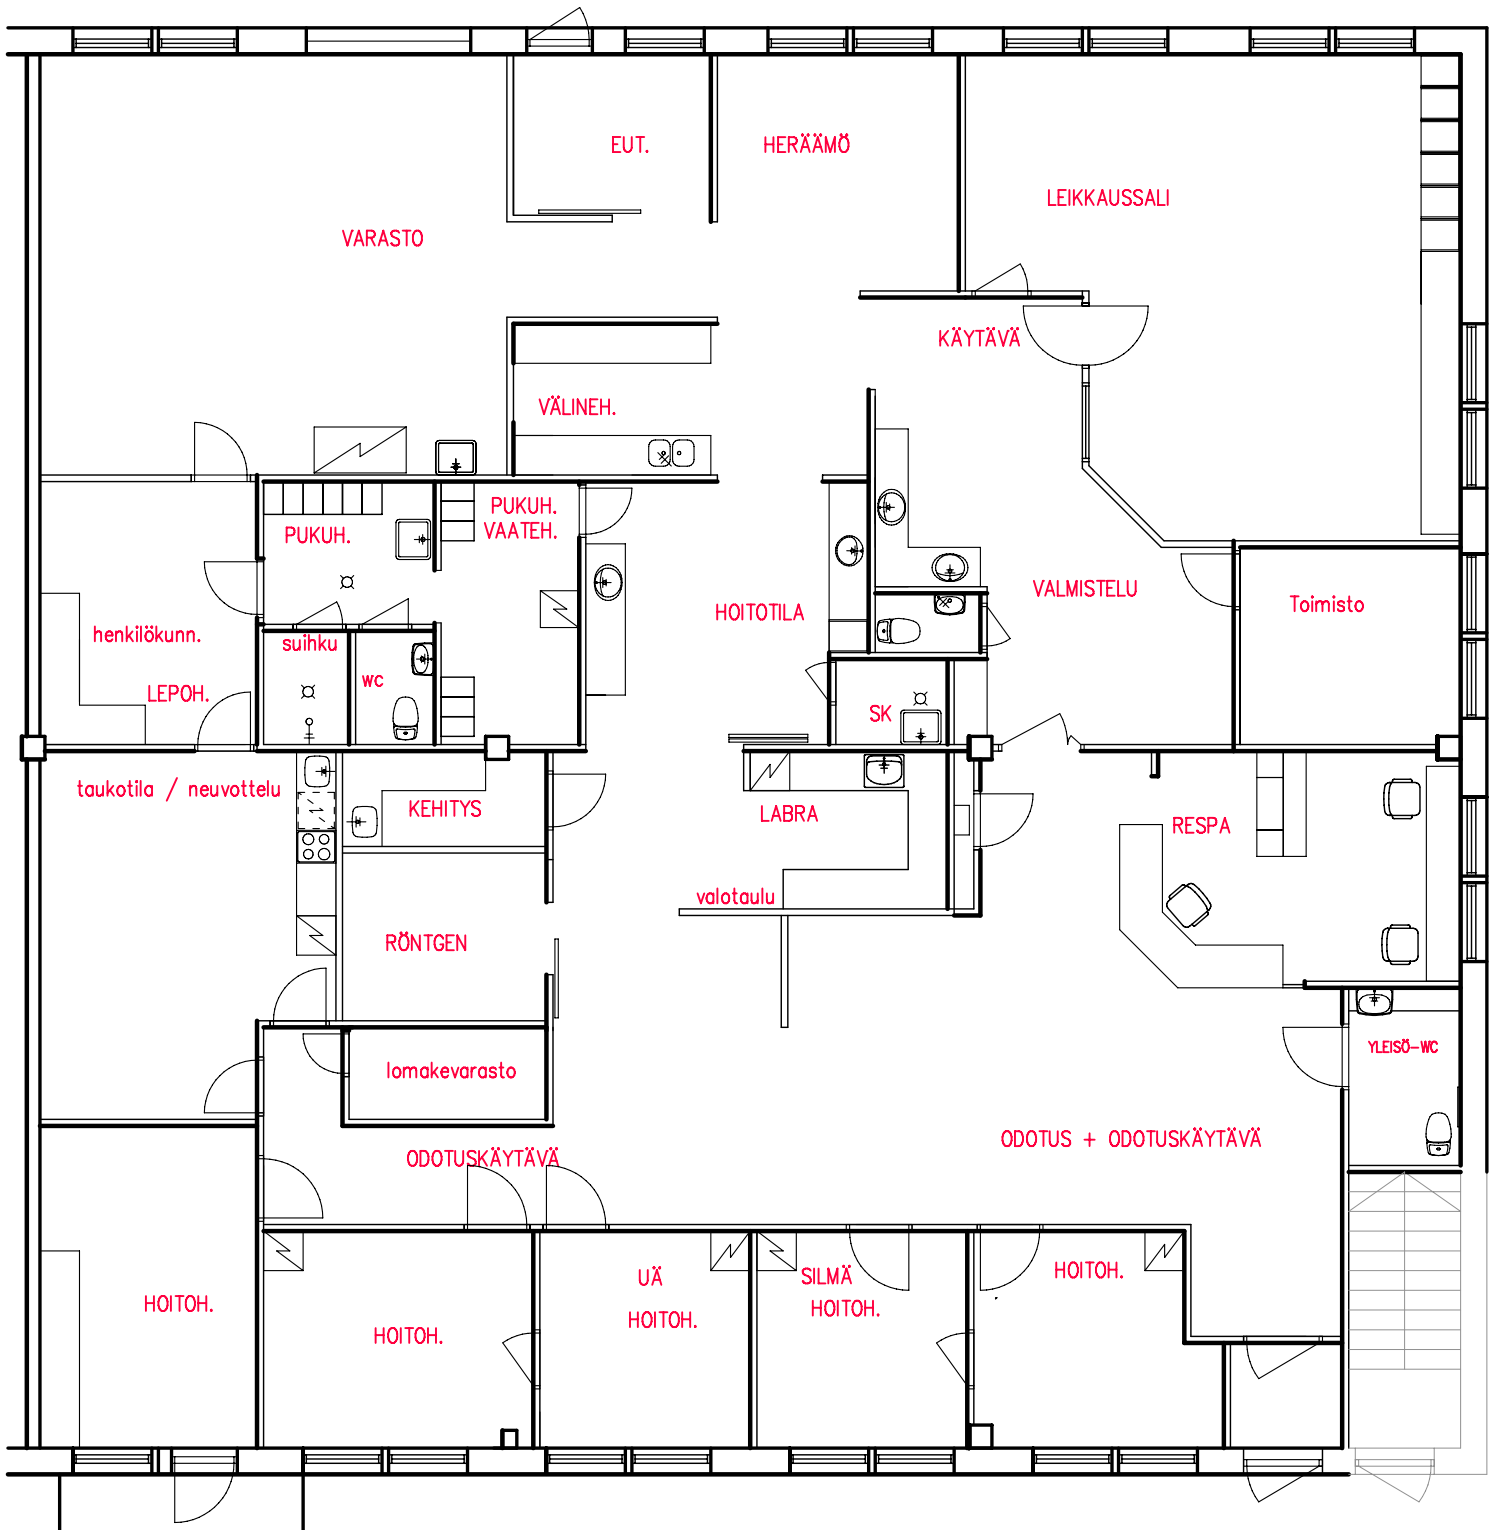 EUT.
HERÄÄMÖ
LEIKKAUSSALI
VARASTO
KÄYTÄVÄ
VÄLINEH.
PUKUH.
PUKUH.
VAATEH.
VALMISTELU
Toimisto
HOITOTILA
henkilökunn.
LEPOH.
suihku
WC
SK
taukotila / neuvottelu
KEHITYS
LABRA
RESPA
valotaulu
RÖNTGEN
YLEISÖ-WC
lomakevarasto
ODOTUSKÄYTÄVÄ
ODOTUS + ODOTUSKÄYTÄVÄ
HOITOH.
HOITOH.
UÄ
HOITOH.
SILMÄ
HOITOH.
HOITOH.